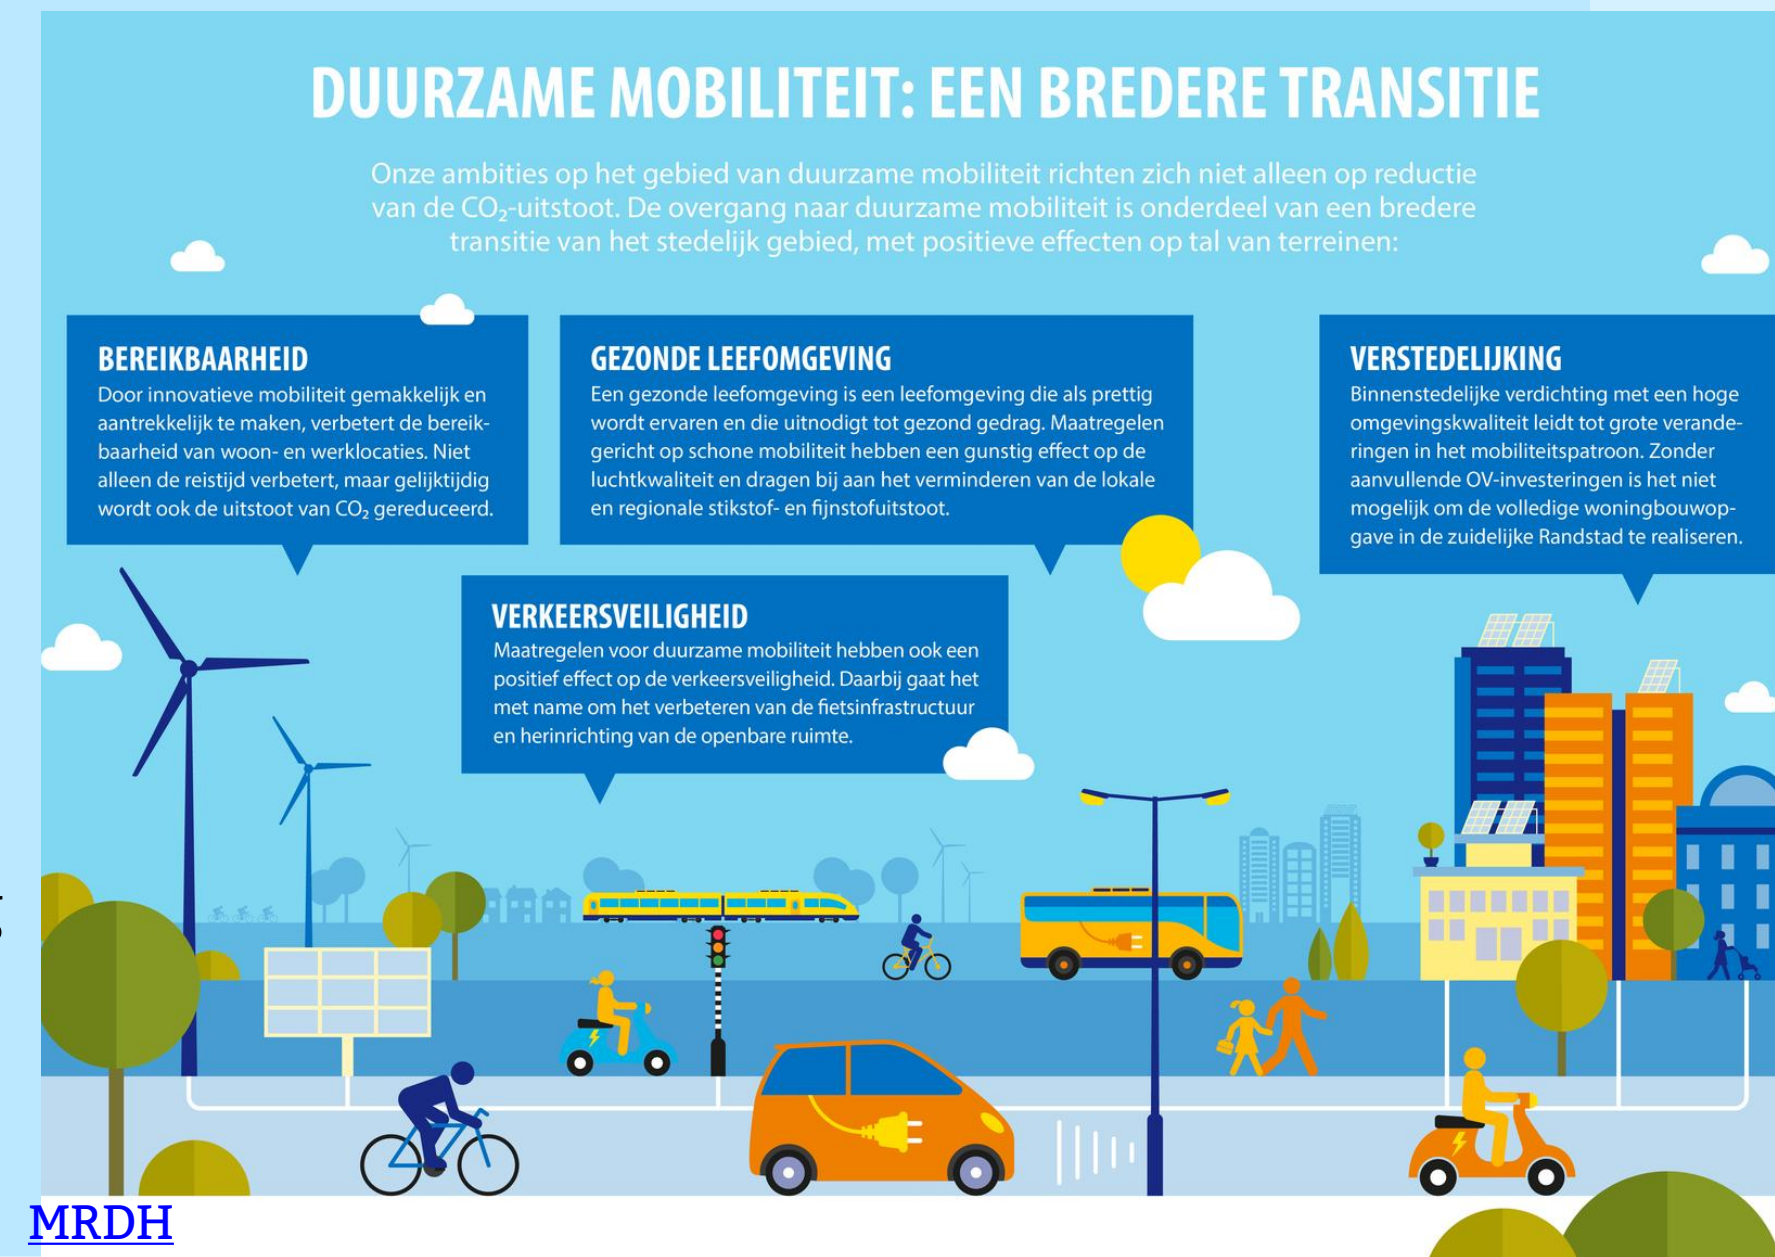 DUURZAME MOBILITEIT: EEN BREDERE TRANSITIE
Onze ambities op het gebied van duurzame mobiliteit richten zich niet alleen op reductie
van de CO₂-uitstoot. De overgang naar duurzame mobiliteit is onderdeel van een bredere
transitie van het stedelijk gebied, met positieve effecten op tal van terreinen:
BEREIKBAARHEID
Door innovatieve mobiliteit gemakkelijk en
aantrekkelijk te maken, verbetert de bereik-
baarheid van woon- en werklocaties. Niet
alleen de reistijd verbetert, maar gelijktijdig
wordt ook de uitstoot van CO₂ gereduceerd.
GEZONDE LEEFOMGEVING
Een gezonde leefomgeving is een leefomgeving die als prettig
wordt ervaren en die uitnodigt tot gezond gedrag. Maatregelen
gericht op schone mobiliteit hebben een gunstig effect op de
luchtkwaliteit en dragen bij aan het verminderen van de lokale
en regionale stikstof- en fijnstofuitstoot.
VERSTEDELIJKING
Binnenstedelijke verdichting met een hoge
omgevingskwaliteit leidt tot grote verande-
ringen in het mobiliteitspatroon. Zonder
aanvullende OV-investeringen is het niet
mogelijk om de volledige woningbouwop-
gave in de zuidelijke Randstad te realiseren.
VERKEERSVEILIGHEID
Maatregelen voor duurzame mobiliteit hebben ook een
positief effect op de verkeersveiligheid. Daarbij gaat het
met name om het verbeteren van de fietsinfrastructuur
en herinrichting van de openbare ruimte.
MRDH